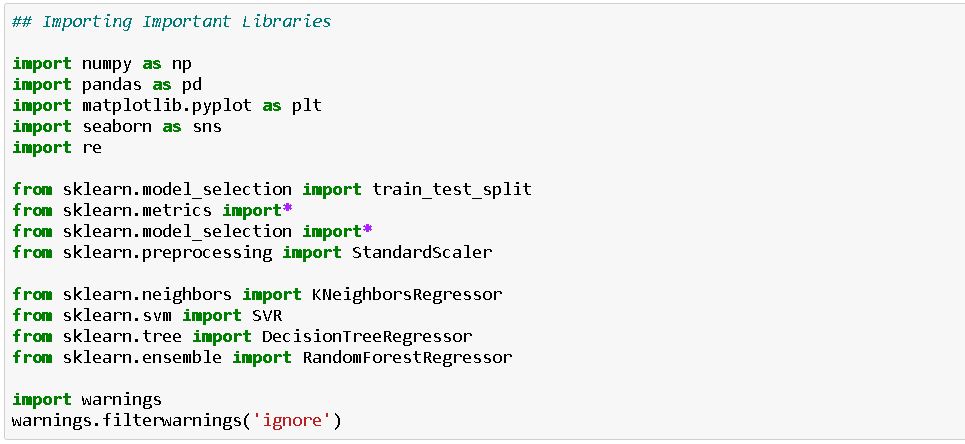 ## Importing Important Libraries
import numpy as np
import pandas as pd
import matplotlib.pyplot as plt
import seaborn as sns
import re
from sklearn.model_selection import train_test_split
from sklearn.metrics import*
from sklearn.model_selection import*
from sklearn.preprocessing import StandardScaler
from sklearn.neighbors import KNeighborsRegressor
from sklearn.svm import SVR
from sklearn.tree import DecisionTreeRegressor
from sklearn.ensemble import RandomForestRegressor
import warnings
warnings.filterwarnings('ignore')